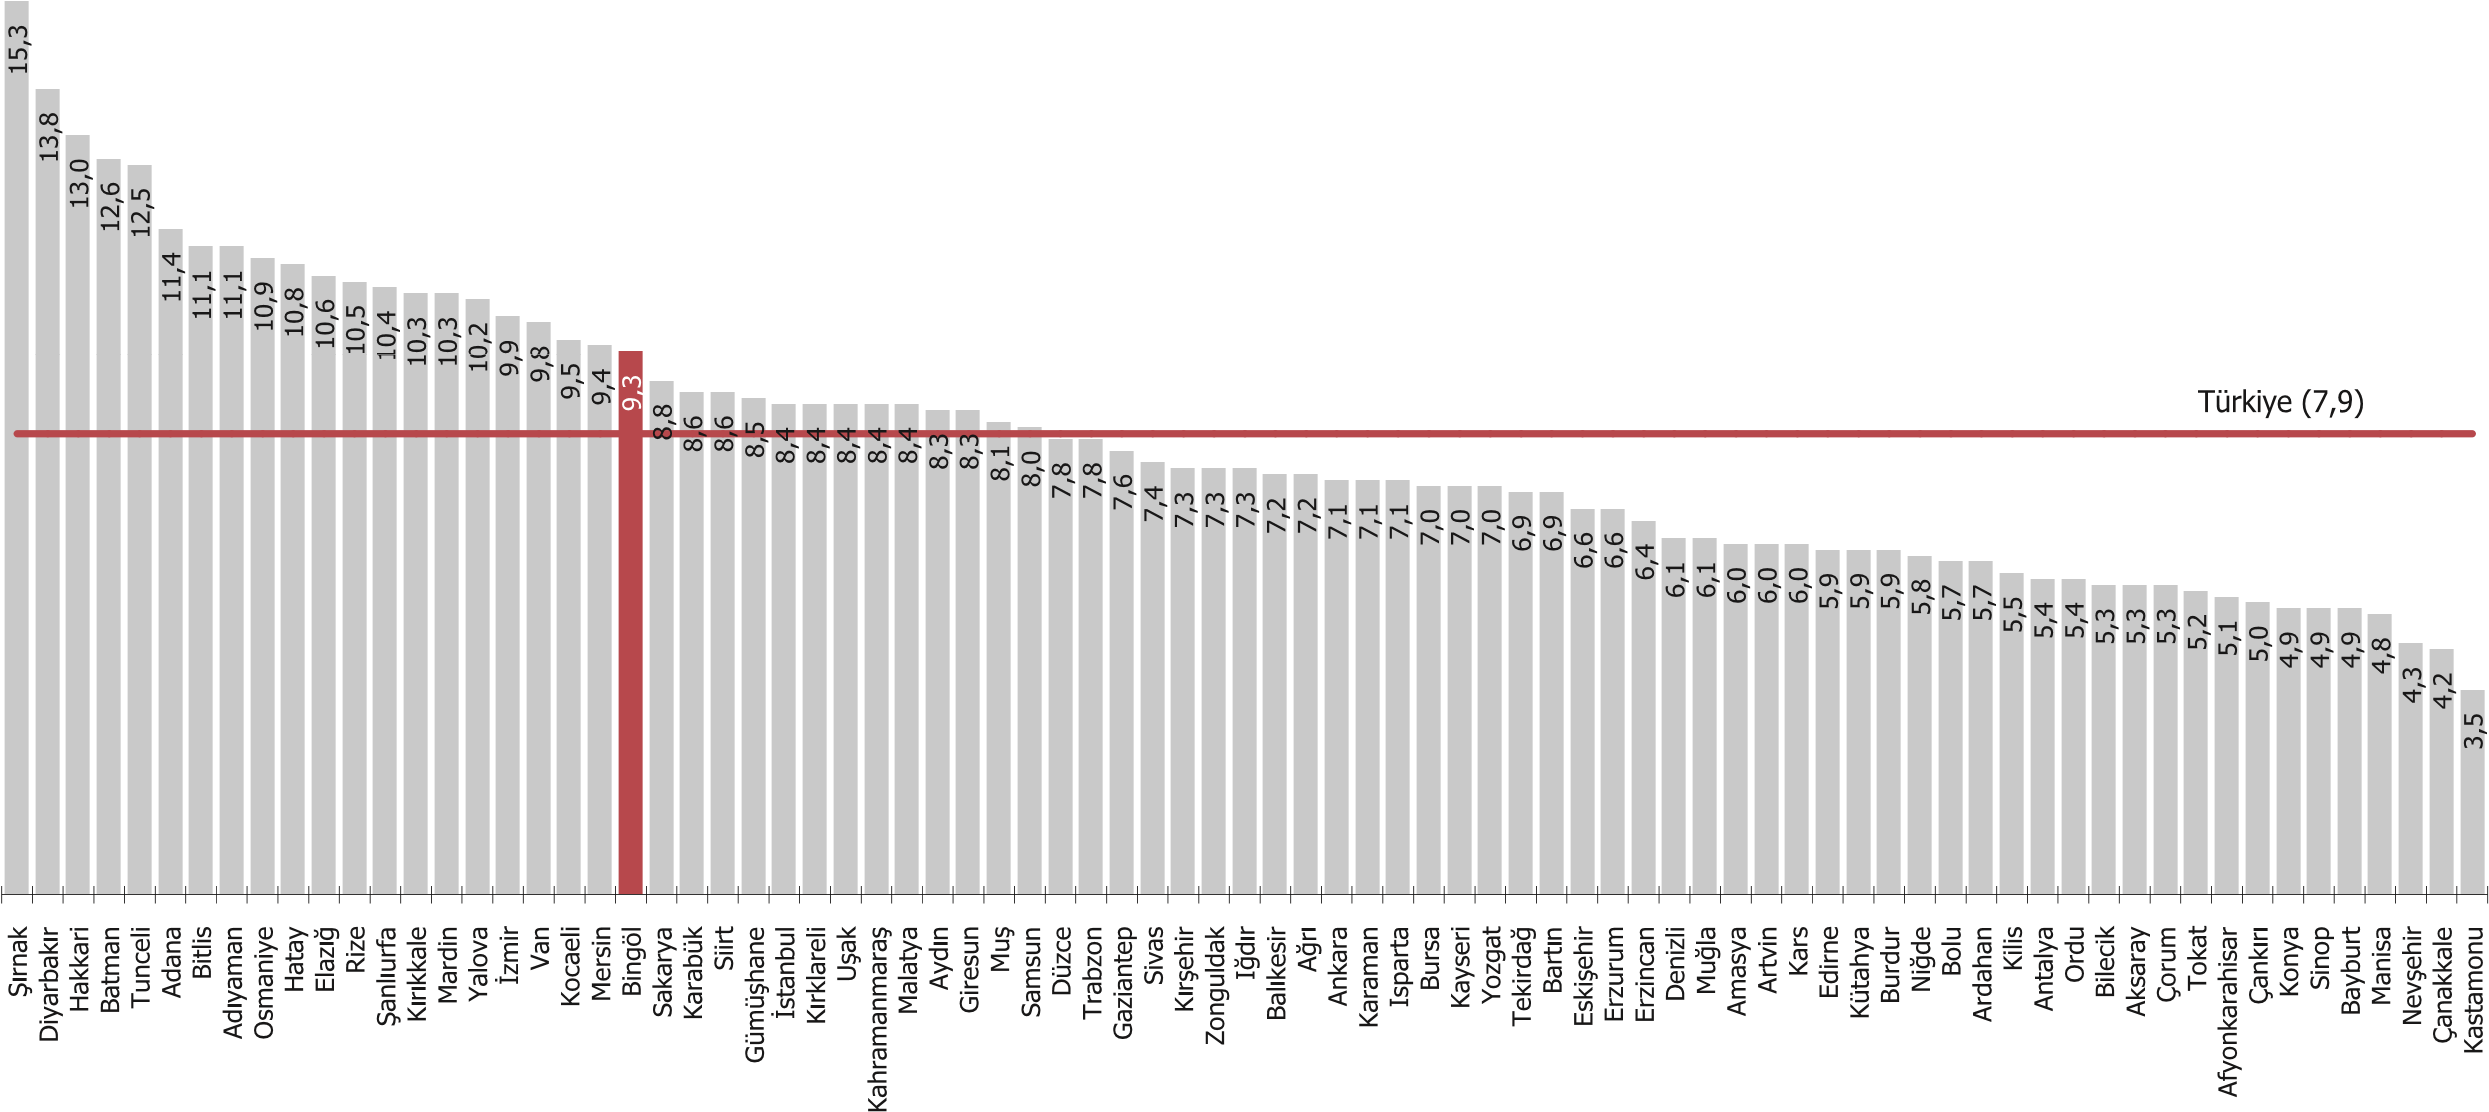 15,3
13,8
13,0
12,6
12,5
11,4
11,1
11,1
10,9
10,8
10,6
10,5
10,4
10,3
10,3
10,2
9,9
9,8
9,5
9,4
9,3
8,8
8,6
8,6
8,5
8,4
8,4
8,4
8,4
8,4
8,3
8,3
8,1
8,0
7,8
7,8
7,6
7,4
7,3
7,3
7,3
7,2
7,2
7,1
7,1
7,1
7,0
7,0
7,0
6,9
6,9
6,6
6,6
6,4
6,1
6,1
6,0
6,0
6,0
5,9
5,9
5,9
5,8
5,7
5,7
5,5
5,4
5,4
5,3
5,3
5,3
5,2
5,1
5,0
4,9
4,9
4,9
4,8
4,3
4,2
3,5
Türkiye (7,9)
Şırnak
Diyarbakır
Hakkari
Batman
Tunceli
Adana
Bitlis
Adıyaman
Osmaniye
Hatay
Elazığ
Rize
Şanlıurfa
Kırıkkale
Mardin
Yalova
İzmir
Van
Kocaeli
Mersin
Bingöl
Sakarya
Karabük
Siirt
Gümüşhane
İstanbul
Kırklareli
Uşak
Kahramanmaraş
Malatya
Aydın
Giresun
Muş
Samsun
Düzce
Trabzon
Gaziantep
Sivas
Kırşehir
Zonguldak
Iğdır
Balıkesir
Ağrı
Ankara
Karaman
Isparta
Bursa
Kayseri
Yozgat
Tekirdağ
Bartın
Eskişehir
Erzurum
Erzincan
Denizli
Muğla
Amasya
Artvin
Kars
Edirne
Kütahya
Burdur
Niğde
Bolu
Ardahan
Kilis
Antalya
Ordu
Bilecik
Aksaray
Çorum
Tokat
Afyonkarahisar
Çankırı
Konya
Sinop
Bayburt
Manisa
Nevşehir
Çanakkale
Kastamonu